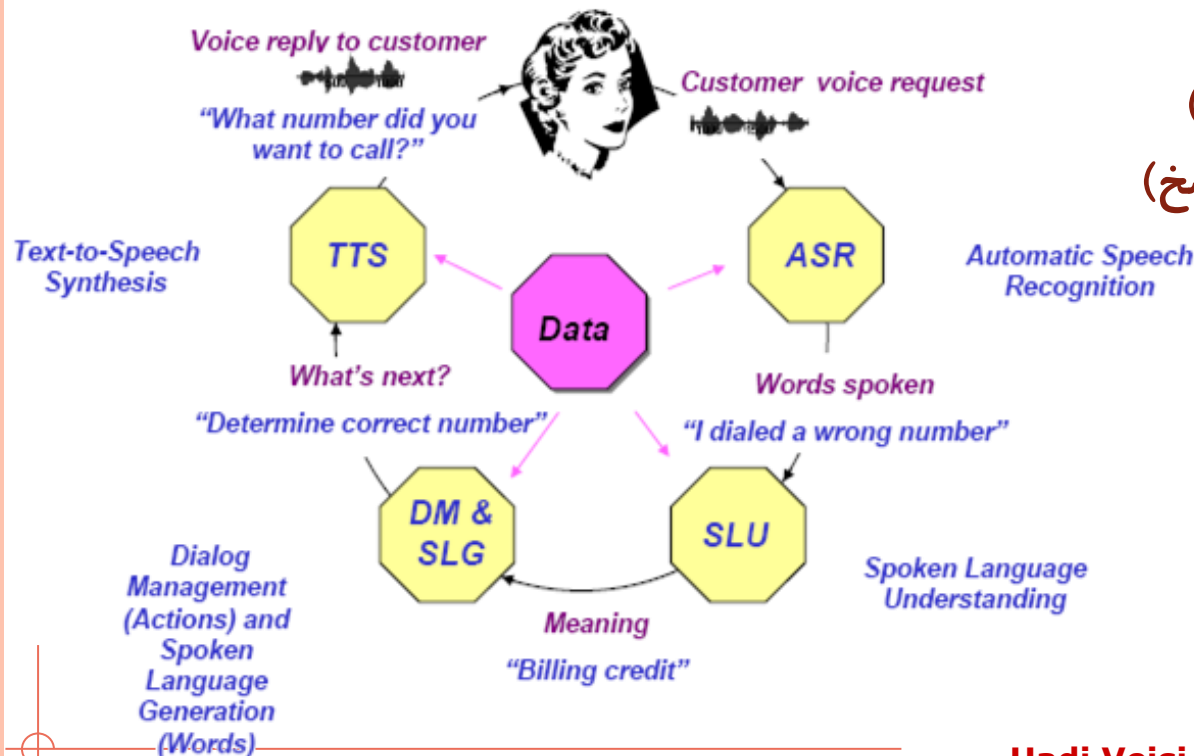 Voice reply to customer
“What number did you
want to call?”
Customer voice request
TTS
Text-to-Speech
Synthesis
ASR
Automatic Speech
Recognition
Data
What’s next?
“Determine correct number”
Words spoken
“I dialed a wrong number”
DM &
SLG
SLU
Dialog
Management
(Actions) and
Spoken
Language
Generation
(Words)
Spoken Language
Understanding
Meaning
“Billing credit”